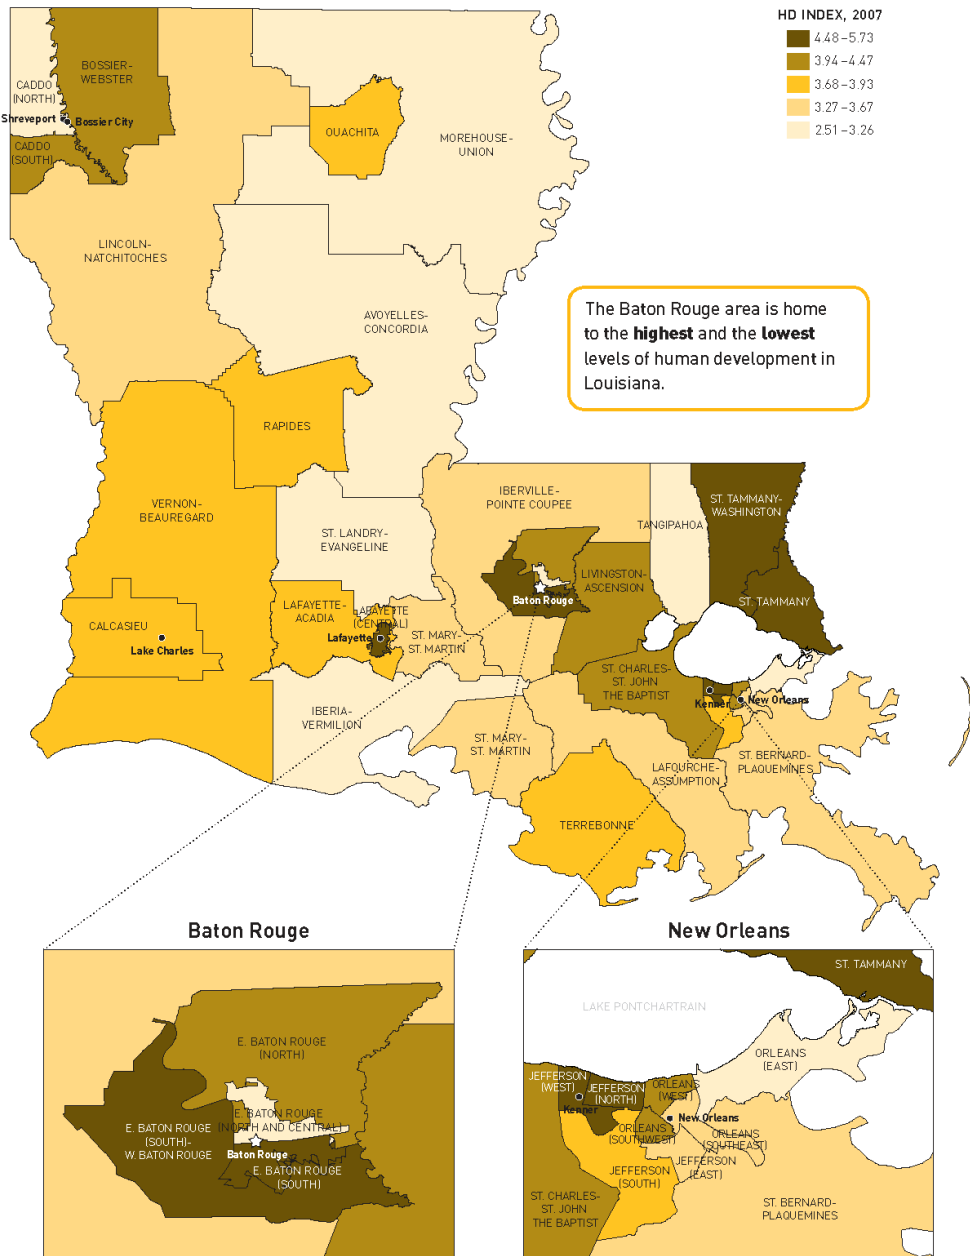 HD INDEX, 2007
4.48–5.73
3.94–4.47
3.68–3.93
3.27–3.67
2.51–3.26
BOSSIER-
WEBSTER
CADDO
(NORTH)
Shreveport
Bossier City
CADDO
(SOUTH)
OUACHITA
MOREHOUSE-
UNION
LINCOLN-
NATCHITOCHES
AVOYELLES-
CONCORDIA
The Baton Rouge area is home
to the highest and the lowest
levels of human development in
Louisiana.
RAPIDES
VERNON-
BEAUREGARD
ST. LANDRY-
EVANGELINE
IBERVILLE-
POINTE COUPEE
TANGIPAHOA
ST. TAMMANY-
WASHINGTON
LIVINGSTON-
ASCENSION
Baton Rouge
ST. TAMMANY
CALCASIEU
Lake Charles
LAFAYETTE-
ACADIA
LAFAYETTE
(CENTRAL)
Lafayette
ST. MARY-
ST. MARTIN
ST. CHARLES-
ST. JOHN
THE BAPTIST
Kenner
New Orleans
IBERIA-
VERMILION
ST. MARY-
ST. MARTIN
LAFOURCHE-
ASSUMPTION
ST. BERNARD-
PLAQUEMINES
TERREBONNE
Baton Rouge
E. BATON ROUGE
(NORTH)
E. BATON ROUGE
(NORTH AND CENTRAL)
E. BATON ROUGE
(SOUTH)-
W. BATON ROUGE
Baton Rouge
E. BATON ROUGE
(SOUTH)
New Orleans
ST. TAMMANY
LAKE PONTCHARTRAIN
ORLEANS
(EAST)
JEFFERSON
(WEST)
JEFFERSON
(NORTH)
ORLEANS
(WEST)
Kenner
New Orleans
ORLEANS
(SOUTHWEST)
ORLEANS
(SOUTHEAST)
JEFFERSON
(EAST)
JEFFERSON
(SOUTH)
ST. CHARLES-
ST. JOHN
THE BAPTIST
ST. BERNARD-
PLAQUEMINES